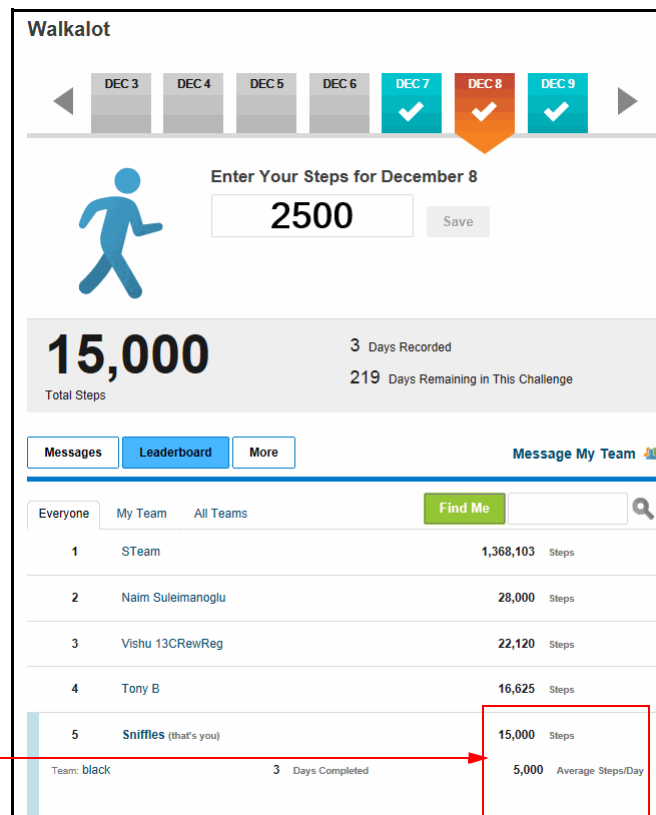 Walkalot
DEC 3 DEC 4 DEC 5 DEC 6 DEC 7 DEC 8 DEC 9
Enter Your Steps for December 8
2500 Save
15,000
Total Steps
3 Days Recorded
219 Days Remaining in This Challenge
Messages Leaderboard More Message My Team
Everyone My Team All Teams Find Me
1 STeam 1,368,103 Steps
2 Naim Suleimanoglu 28,000 Steps
3 Vishu 13CRewReg 22,120 Steps
4 Tony B 16,625 Steps
5 Sniffles (that's you) 15,000 Steps
Team: black 3 Days Completed 5,000 Average Steps/Day